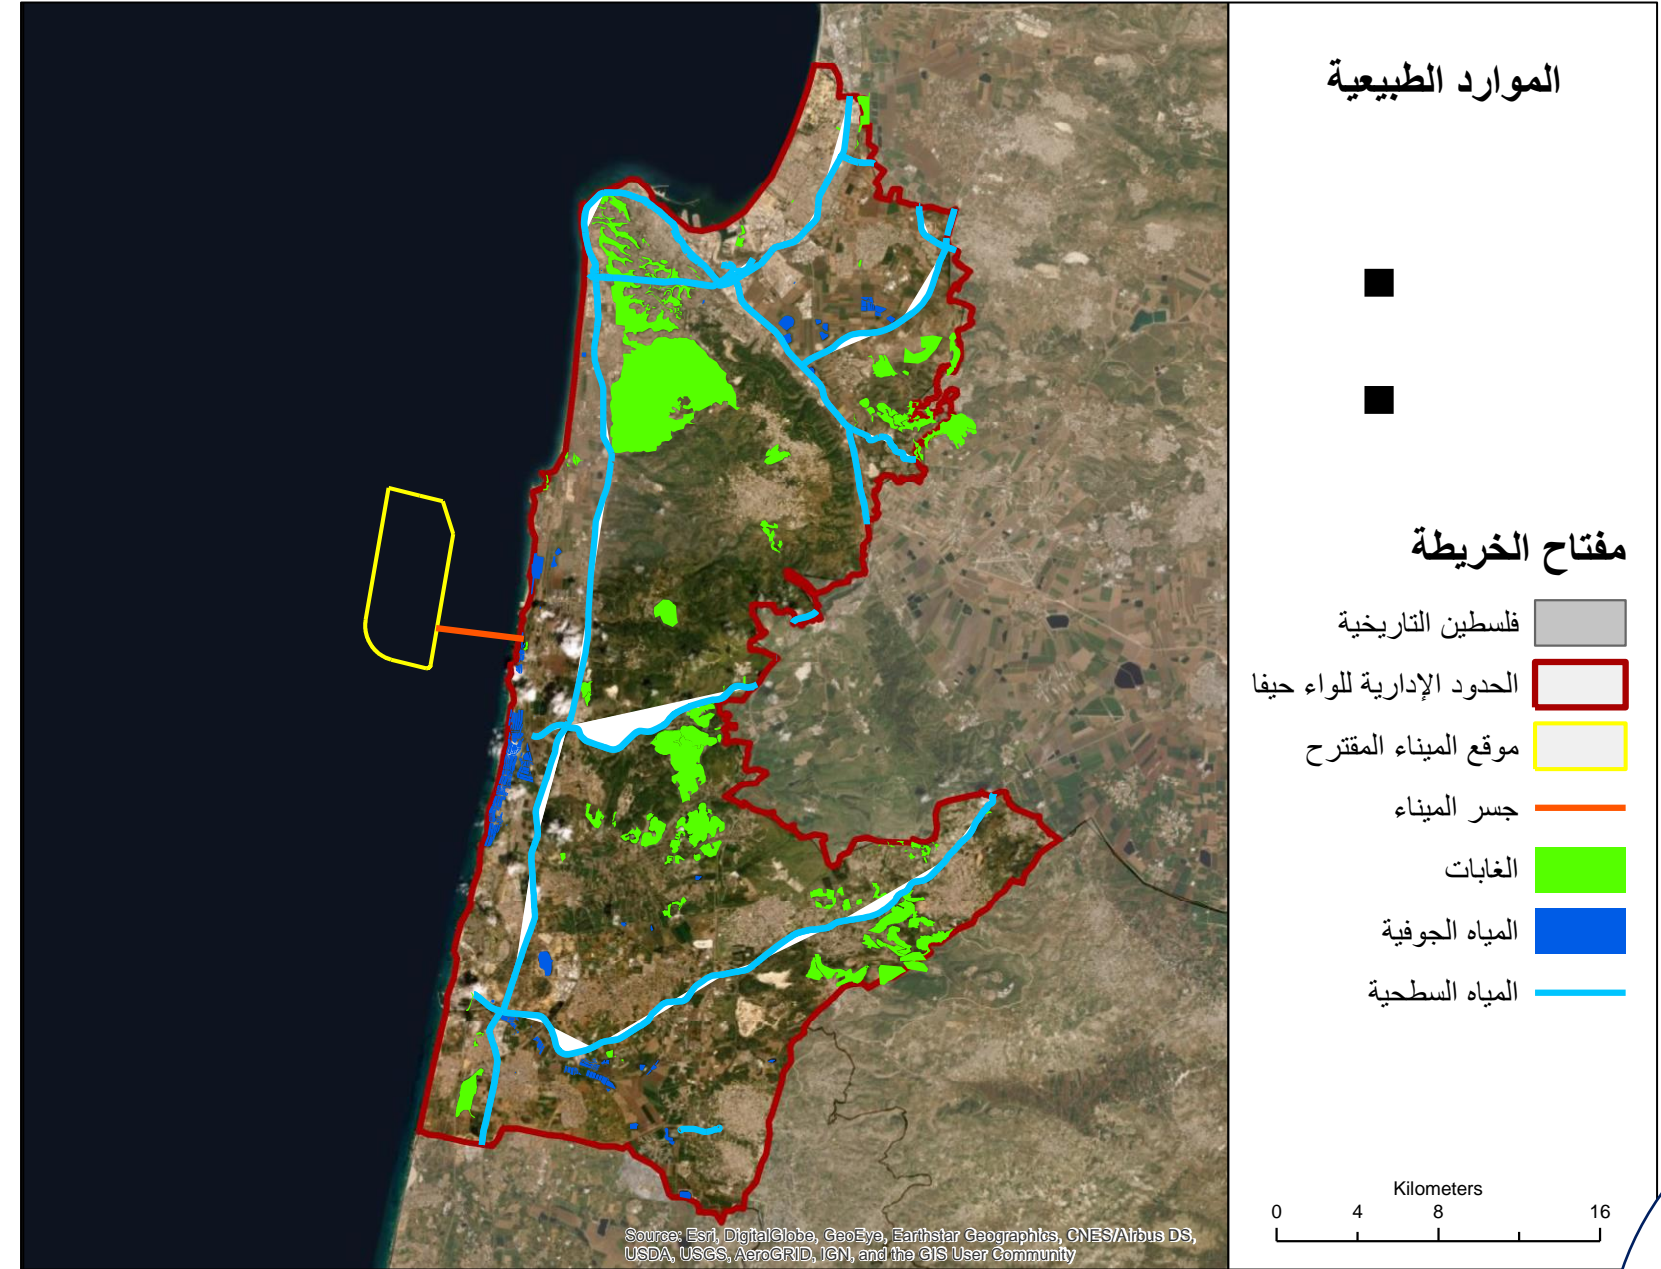 الموارد الطبيعية
مفتاح الخريطة
فلسطين التاريخية
الحدود الإدارية للواء حيفا
موقع الميناء المقترح
جسر الميناء
الغابات
المياه الجوفية
المياه السطحية
Kilometers
0 4 8 16
Source: Esri, DigitalGlobe, GeoEye, Earthstar Geographics, CNES/Airbus DS,
USDA, USGS, AeroGRID, IGN, and the GIS User Community